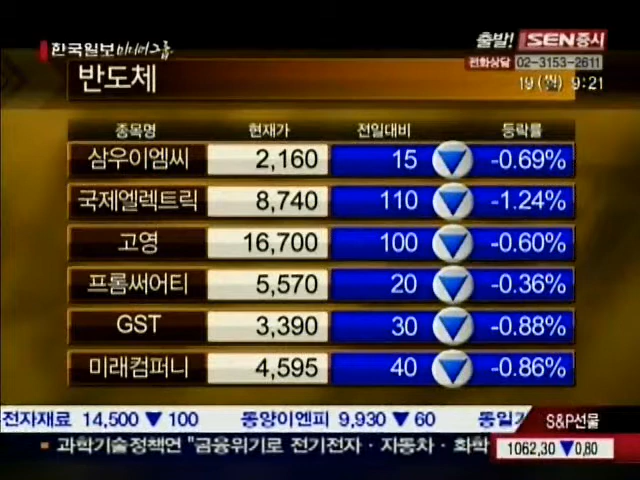 한국일보 미디어그룹
출발! SEN증시
전화상담 02-3153-2611
반도체
19(월) 9:21
종목명 현재가 전일대비 등락률
삼우이엠씨 2,160 15 ▼ -0.69%
국제엘렉트릭 8,740 110 ▼ -1.24%
고영 16,700 100 ▼ -0.60%
프롬써어티 5,570 20 ▼ -0.36%
GST 3,390 30 ▼ -0.88%
미래컴퍼니 4,595 40 ▼ -0.86%
전자재료 14,500 ▼ 100 동양이엔피 9,930 ▼ 60 동일 S&P선물
과학기술정책연 "금융위기로 전기전자·자동차·화학 1062,30 ▼0,80